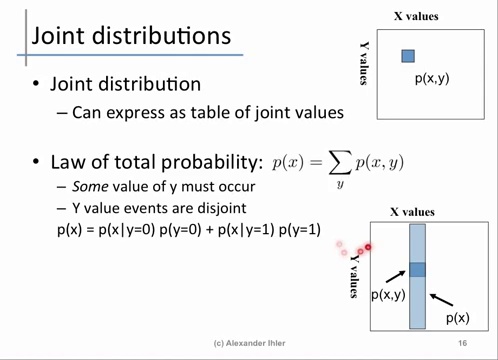 Joint distributions
X values
Y values
p(x,y)
• Joint distribution
– Can express as table of joint values
• Law of total probability: p(x) = ∑ p(x, y)
y
– Some value of y must occur
– Y value events are disjoint
p(x) = p(x|y=0) p(y=0) + p(x|y=1) p(y=1)
X values
Y values
p(x,y)
p(x)
(c) Alexander Ihler
16